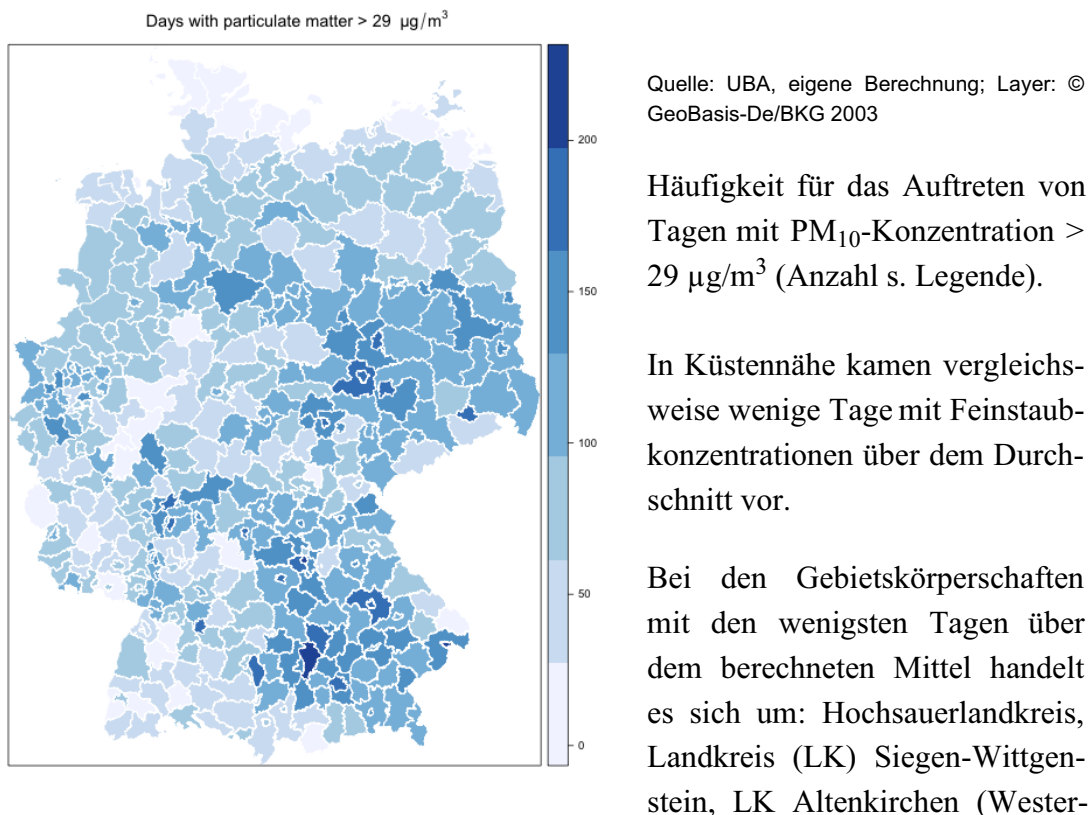 Days with particulate matter > 29 µg/m³
200
150
100
50
0
Quelle: UBA, eigene Berechnung; Layer: ©
GeoBasis-De/BKG 2003
Häufigkeit für das Auftreten von
Tagen mit PM₁₀-Konzentration >
29 µg/m³ (Anzahl s. Legende).
In Küstennähe kamen vergleichs-
weise wenige Tage mit Feinstaub-
konzentrationen über dem Durch-
schnitt vor.
Bei den Gebietskörperschaften
mit den wenigsten Tagen über
dem berechneten Mittel handelt
es sich um: Hochsauerlandkreis,
Landkreis (LK) Siegen-Wittgen-
stein, LK Altenkirchen (Wester-